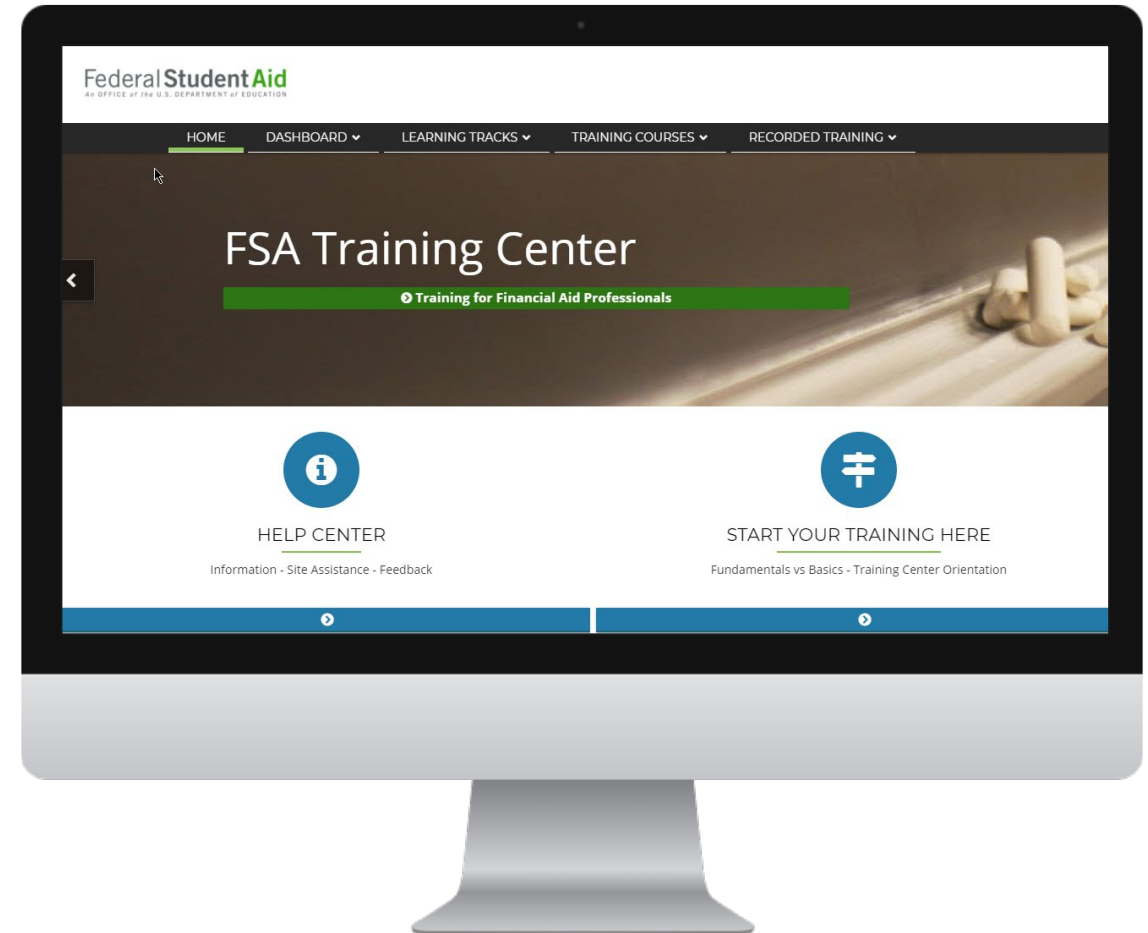 Federal Student Aid
An OFFICE of the U.S. DEPARTMENT of EDUCATION
HOME DASHBOARD LEARNING TRACKS TRAINING COURSES RECORDED TRAINING
FSA Training Center
Training for Financial Aid Professionals
HELP CENTER
Information - Site Assistance - Feedback
START YOUR TRAINING HERE
Fundamentals vs Basics - Training Center Orientation